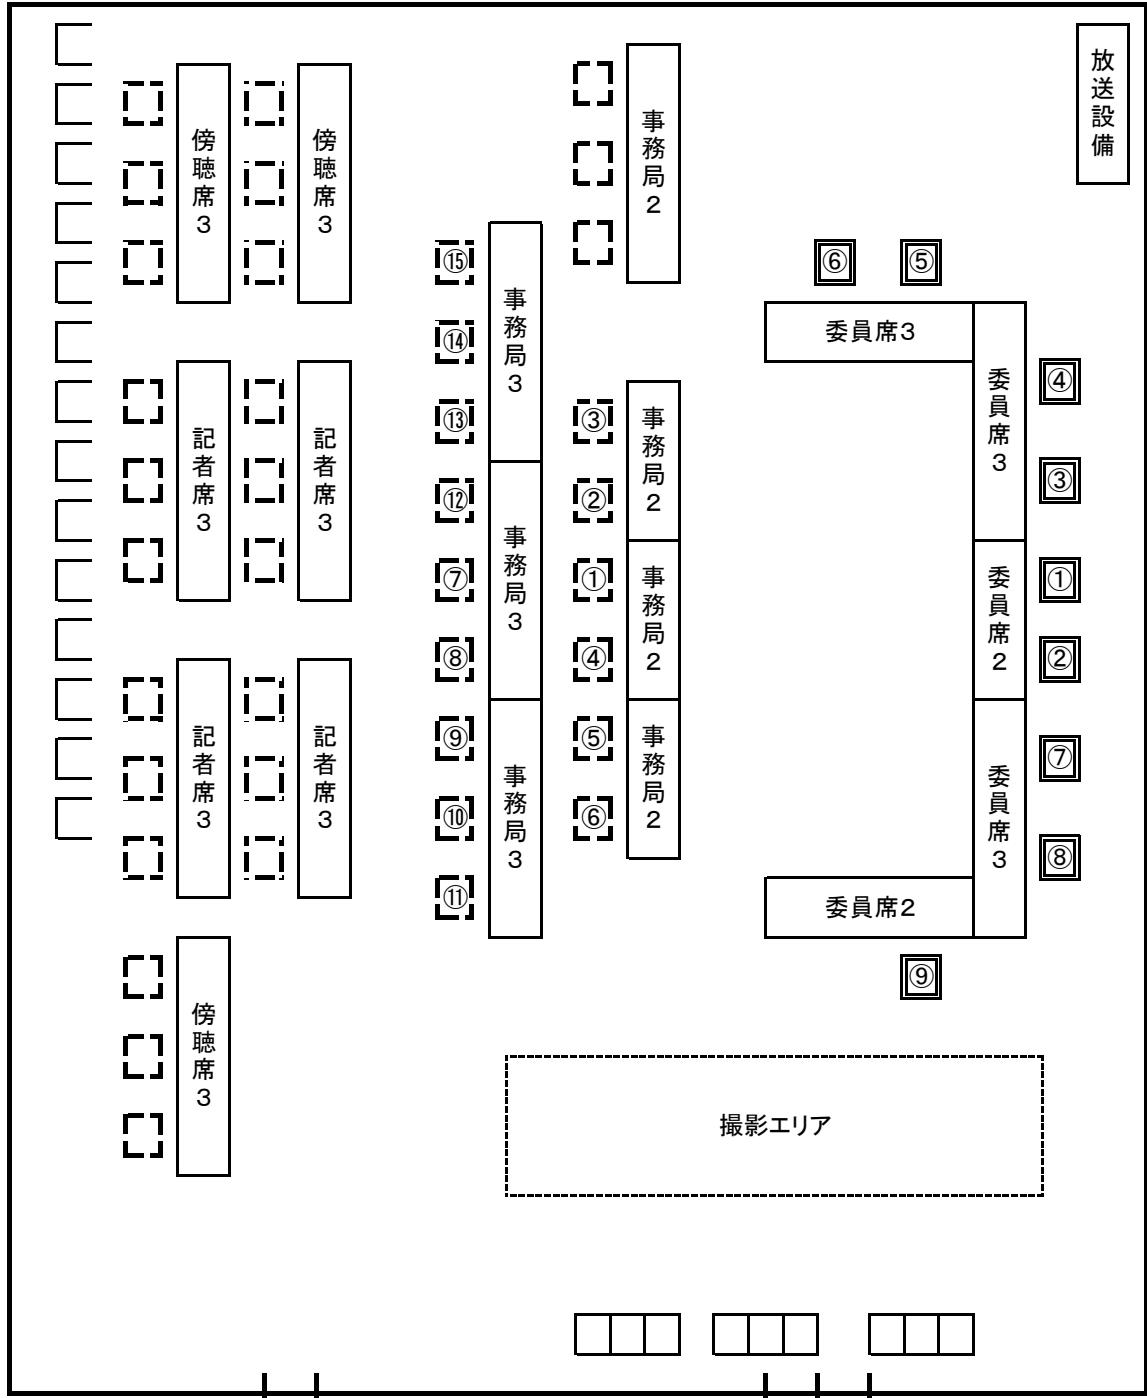 放送設備
傍聴席3
傍聴席3
事務局2
⑮
⑭
⑬
⑫
⑦
⑧
⑨
⑩
⑪
事務局3
事務局3
事務局3
③
②
①
④
⑤
⑥
事務局2
事務局2
事務局2
⑥
⑤
委員席3
委員席3
委員席2
委員席3
④
③
①
②
⑦
⑧
委員席2
⑨
記者席3
記者席3
記者席3
記者席3
傍聴席3
撮影エリア